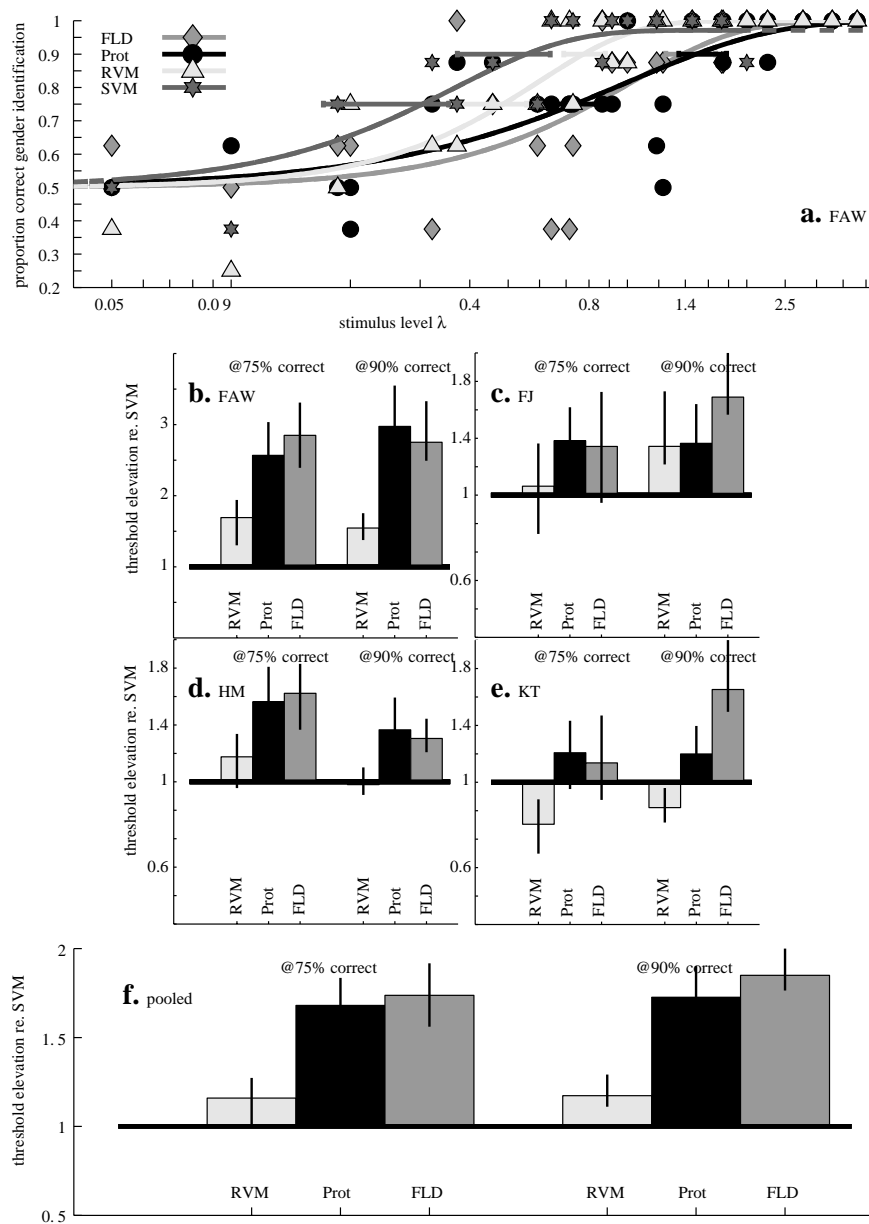 proportion correct gender identification
1
0.9
0.8
0.7
0.6
0.5
0.4
0.3
0.2
FLD
Prot
RVM
SVM
a. FAW
0.05
0.09
0.4
0.8
1.4
2.5
stimulus level λ
threshold elevation re. SVM
@75% correct
@90% correct
b. FAW
3
2
1
RVM
Prot
FLD
RVM
Prot
FLD
@75% correct
@90% correct
c. FJ
1.8
1.4
1
0.6
RVM
Prot
FLD
RVM
Prot
FLD
threshold elevation re. SVM
@75% correct
@90% correct
d. HM
1.8
1.4
1
0.6
RVM
Prot
FLD
RVM
Prot
FLD
@75% correct
@90% correct
e. KT
1.8
1.4
1
0.6
RVM
Prot
FLD
RVM
Prot
FLD
threshold elevation re. SVM
2
1.5
1
0.5
@75% correct
@90% correct
f. pooled
RVM
Prot
FLD
RVM
Prot
FLD